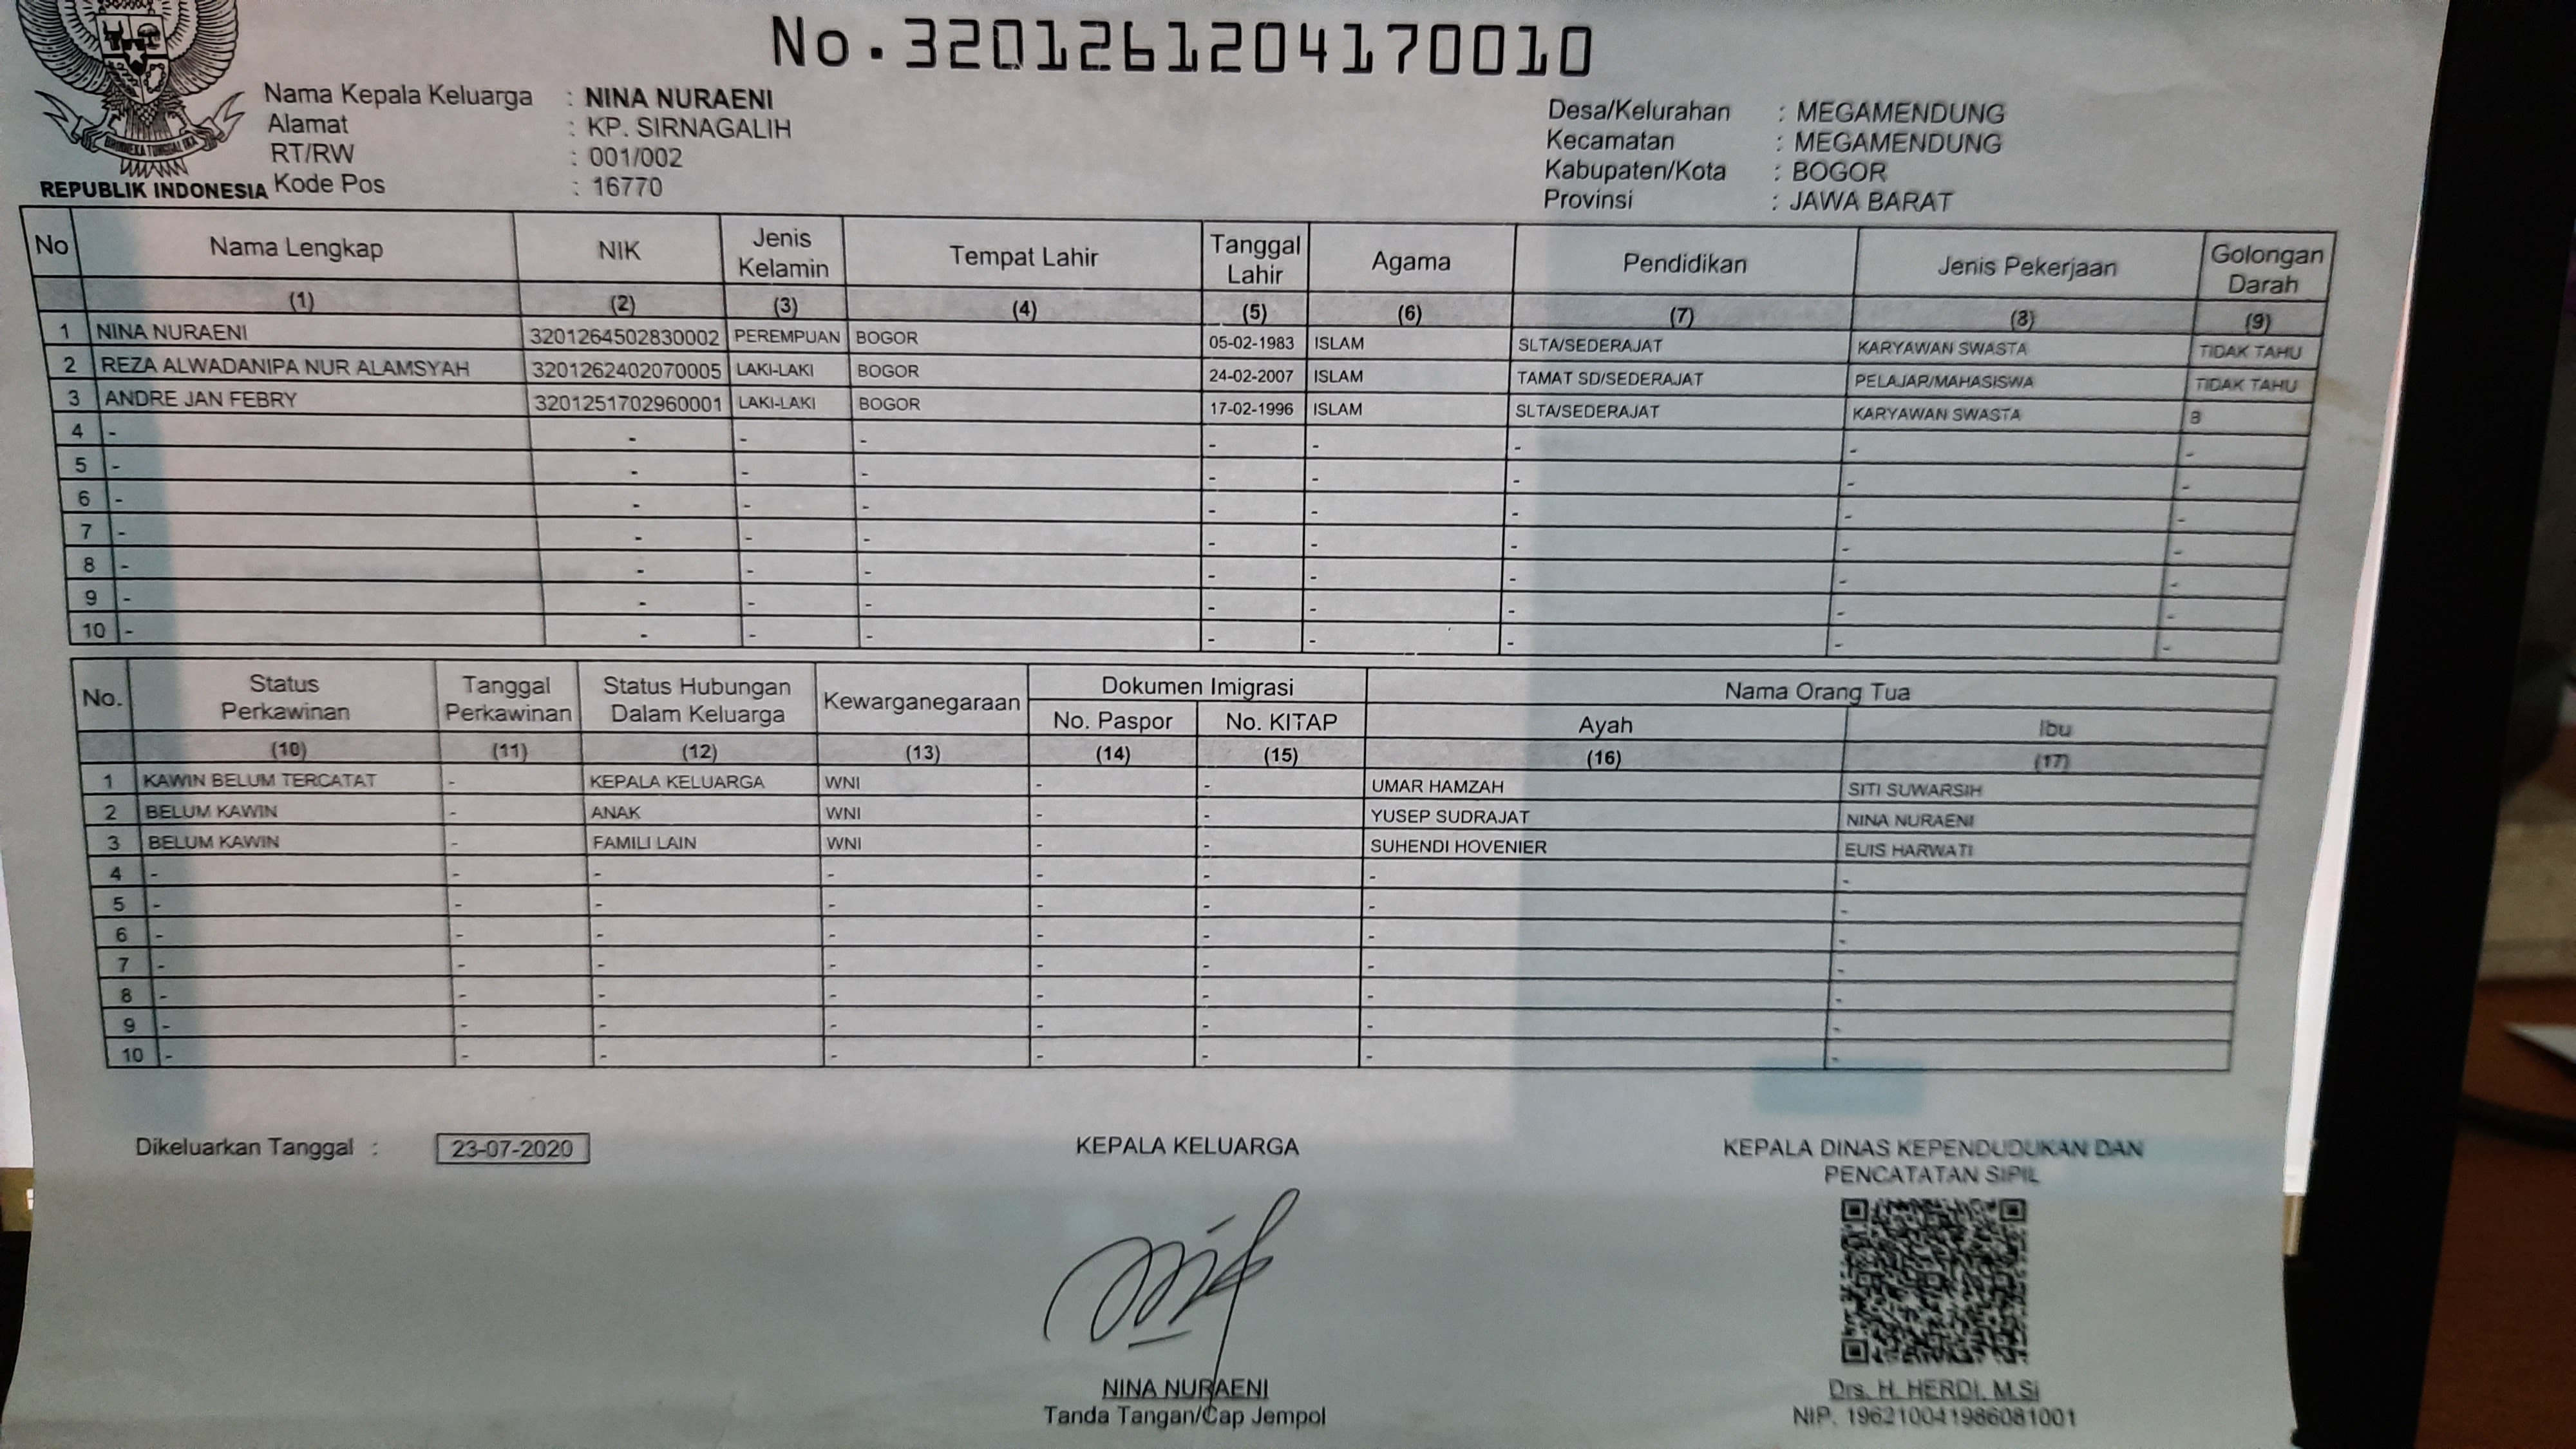 No. 3201261204170010
BHINNEKA TUNGGAL IKA
REPUBLIK INDONESIA
Nama Kepala Keluarga : NINA NURAENI
Alamat : KP. SIRNAGALIH
RT/RW : 001/002
Kode Pos : 16770
Desa/Kelurahan : MEGAMENDUNG
Kecamatan : MEGAMENDUNG
Kabupaten/Kota : BOGOR
Provinsi : JAWA BARAT
No Nama Lengkap NIK Jenis Kelamin Tempat Lahir Tanggal Lahir Agama Pendidikan Jenis Pekerjaan Golongan Darah
(1) (2) (3) (4) (5) (6) (7) (8) (9)
1 NINA NURAENI 3201264502830002 PEREMPUAN BOGOR 05-02-1983 ISLAM SLTA/SEDERAJAT KARYAWAN SWASTA TIDAK TAHU
2 REZA ALWADANIPA NUR ALAMSYAH 3201262402070005 LAKI-LAKI BOGOR 24-02-2007 ISLAM TAMAT SD/SEDERAJAT PELAJAR/MAHASISWA TIDAK TAHU
3 ANDRE JAN FEBRY 3201251702960001 LAKI-LAKI BOGOR 17-02-1996 ISLAM SLTA/SEDERAJAT KARYAWAN SWASTA B
4 - - - - - - - - -
5 - - - - - - - - -
6 - - - - - - - - -
7 - - - - - - - - -
8 - - - - - - - - -
9 - - - - - - - - -
10 - - - - - - - - -
No. Status Perkawinan Tanggal Perkawinan Status Hubungan Dalam Keluarga Kewarganegaraan Dokumen Imigrasi Nama Orang Tua
No. Paspor No. KITAP Ayah Ibu
(10) (11) (12) (13) (14) (15) (16) (17)
1 KAWIN BELUM TERCATAT - KEPALA KELUARGA WNI - - UMAR HAMZAH SITI SUWARSIH
2 BELUM KAWIN - ANAK WNI - - YUSEP SUDRAJAT NINA NURAENI
3 BELUM KAWIN - FAMILI LAIN WNI - - SUHENDI HOVENIER EUIS HARWATI
4 - - - - - - - -
5 - - - - - - - -
6 - - - - - - - -
7 - - - - - - - -
8 - - - - - - - -
9 - - - - - - - -
10 - - - - - - - -
Dikeluarkan Tanggal : 23-07-2020
KEPALA KELUARGA
NINA NURAENI
Tanda Tangan/Cap Jempol
KEPALA DINAS KEPENDUDUKAN DAN
PENCATATAN SIPIL
Drs. H. HERDI, M.Si
NIP. 196210041986081001